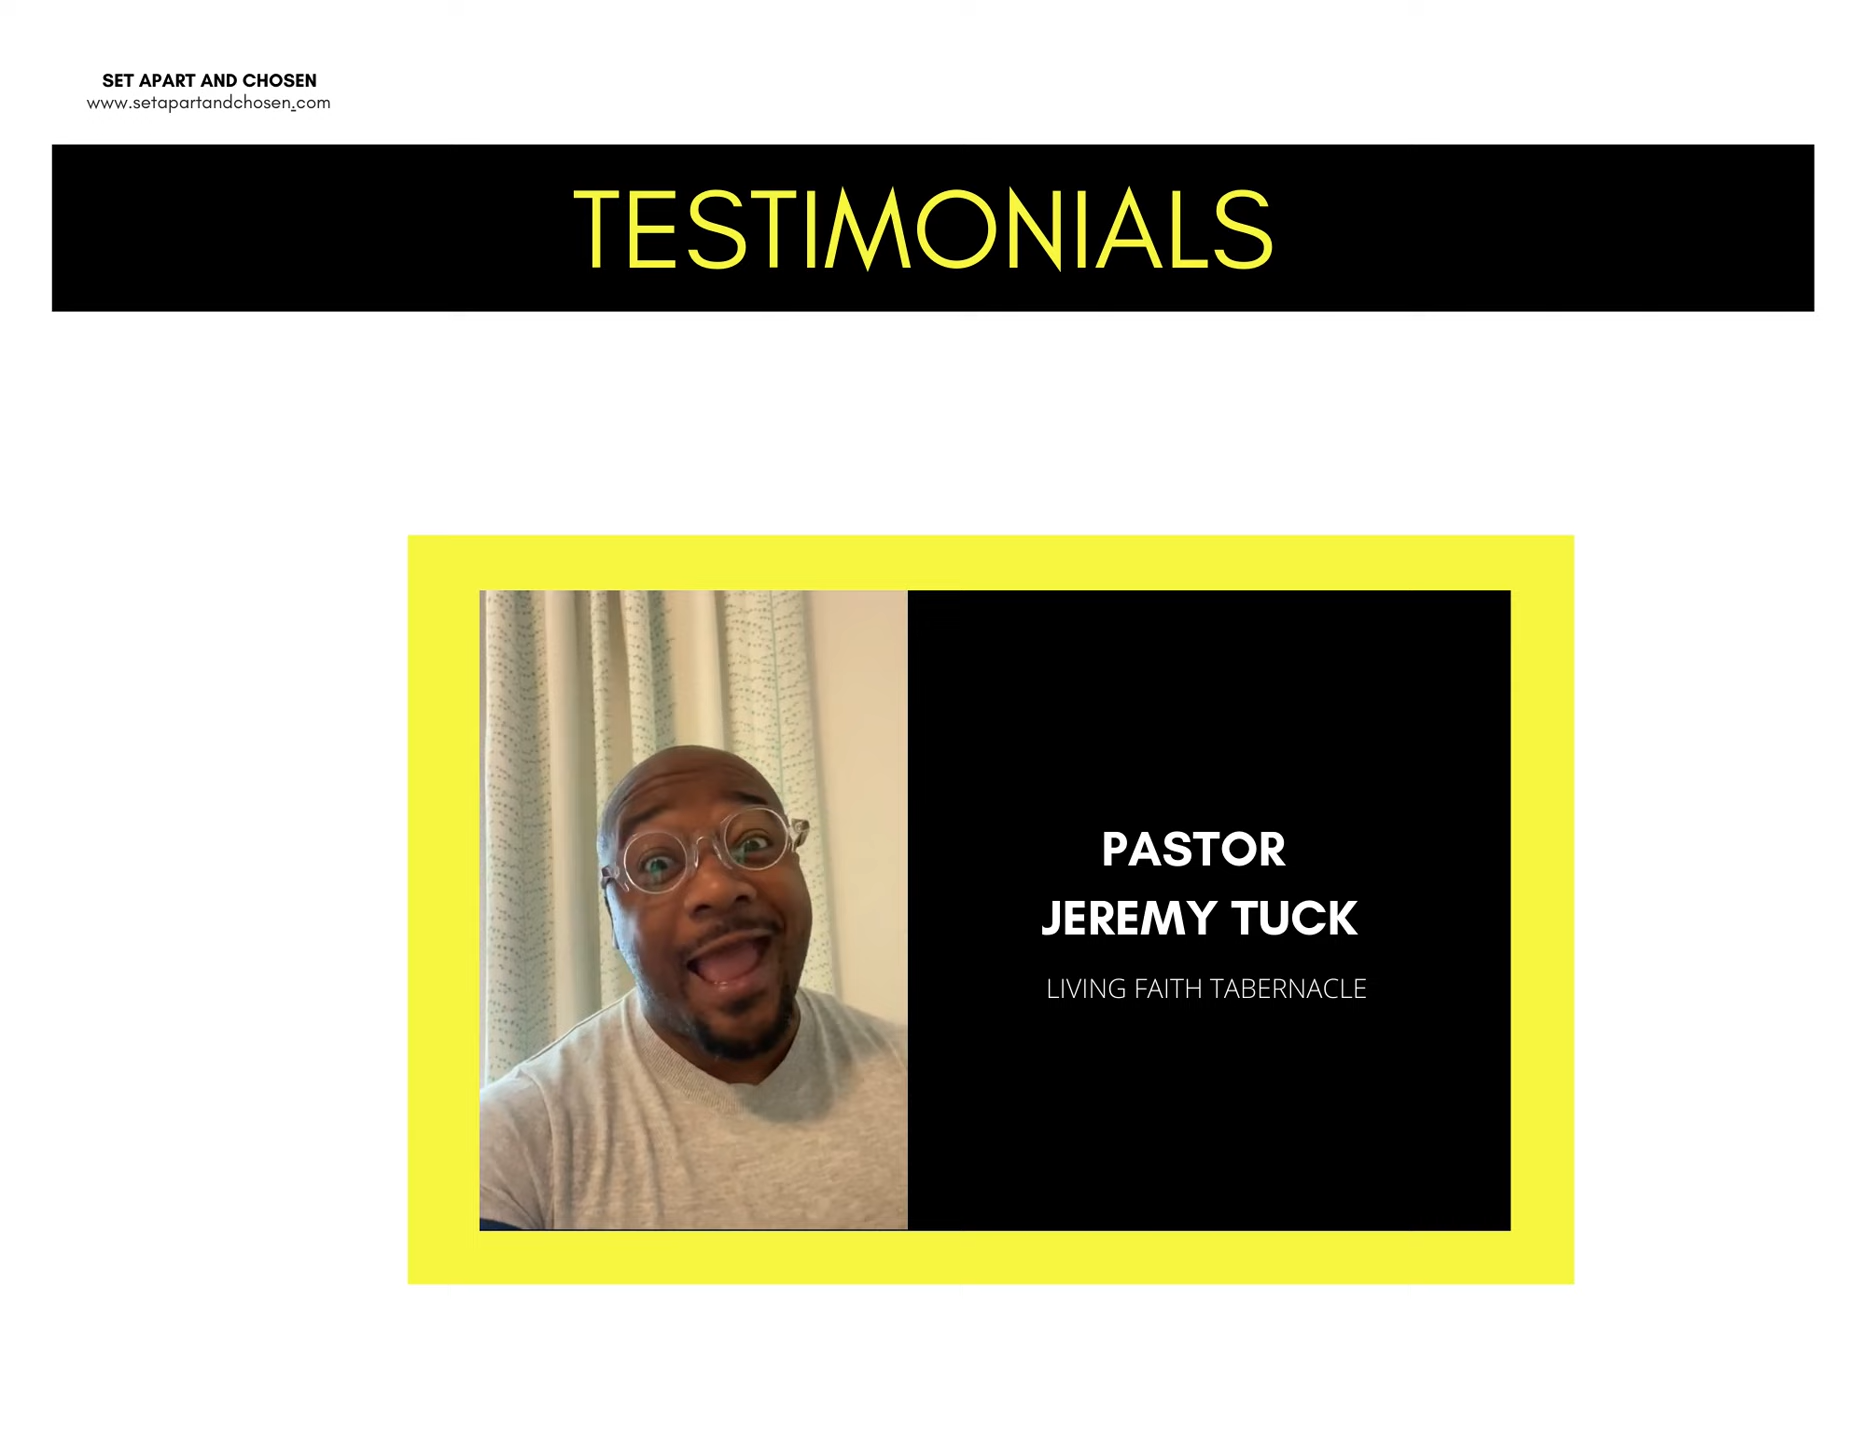 SET APART AND CHOSEN
www.setapartandchosen.com
TESTIMONIALS
PASTOR
JEREMY TUCK
LIVING FAITH TABERNACLE